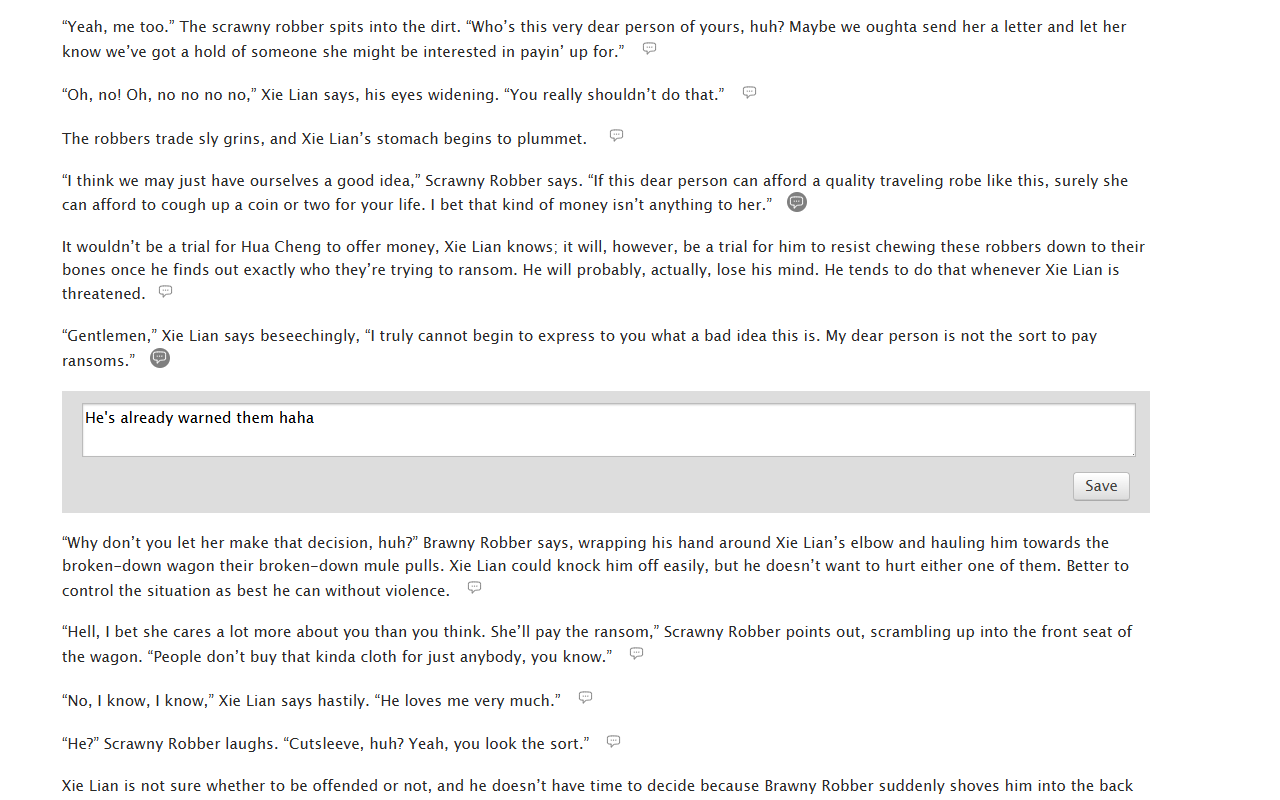 “Yeah, me too.” The scrawny robber spits into the dirt. “Who’s this very dear person of yours, huh? Maybe we oughta send her a letter and let her
know we’ve got a hold of someone she might be interested in payin’ up for.”
“Oh, no! Oh, no no no no,” Xie Lian says, his eyes widening. “You really shouldn’t do that.”
The robbers trade sly grins, and Xie Lian’s stomach begins to plummet.
“I think we may just have ourselves a good idea,” Scrawny Robber says. “If this dear person can afford a quality traveling robe like this, surely she
can afford to cough up a coin or two for your life. I bet that kind of money isn’t anything to her.”
It wouldn’t be a trial for Hua Cheng to offer money, Xie Lian knows; it will, however, be a trial for him to resist chewing these robbers down to their
bones once he finds out exactly who they’re trying to ransom. He will probably, actually, lose his mind. He tends to do that whenever Xie Lian is
threatened.
“Gentlemen,” Xie Lian says beseechingly, “I truly cannot begin to express to you what a bad idea this is. My dear person is not the sort to pay
ransoms.”
He's already warned them haha
Save
“Why don’t you let her make that decision, huh?” Brawny Robber says, wrapping his hand around Xie Lian’s elbow and hauling him towards the
broken-down wagon their broken-down mule pulls. Xie Lian could knock him off easily, but he doesn’t want to hurt either one of them. Better to
control the situation as best he can without violence.
“Hell, I bet she cares a lot more about you than you think. She’ll pay the ransom,” Scrawny Robber points out, scrambling up into the front seat of
the wagon. “People don’t buy that kinda cloth for just anybody, you know.”
“No, I know, I know,” Xie Lian says hastily. “He loves me very much.”
“He?” Scrawny Robber laughs. “Cutsleeve, huh? Yeah, you look the sort.”
Xie Lian is not sure whether to be offended or not, and he doesn’t have time to decide because Brawny Robber suddenly shoves him into the back